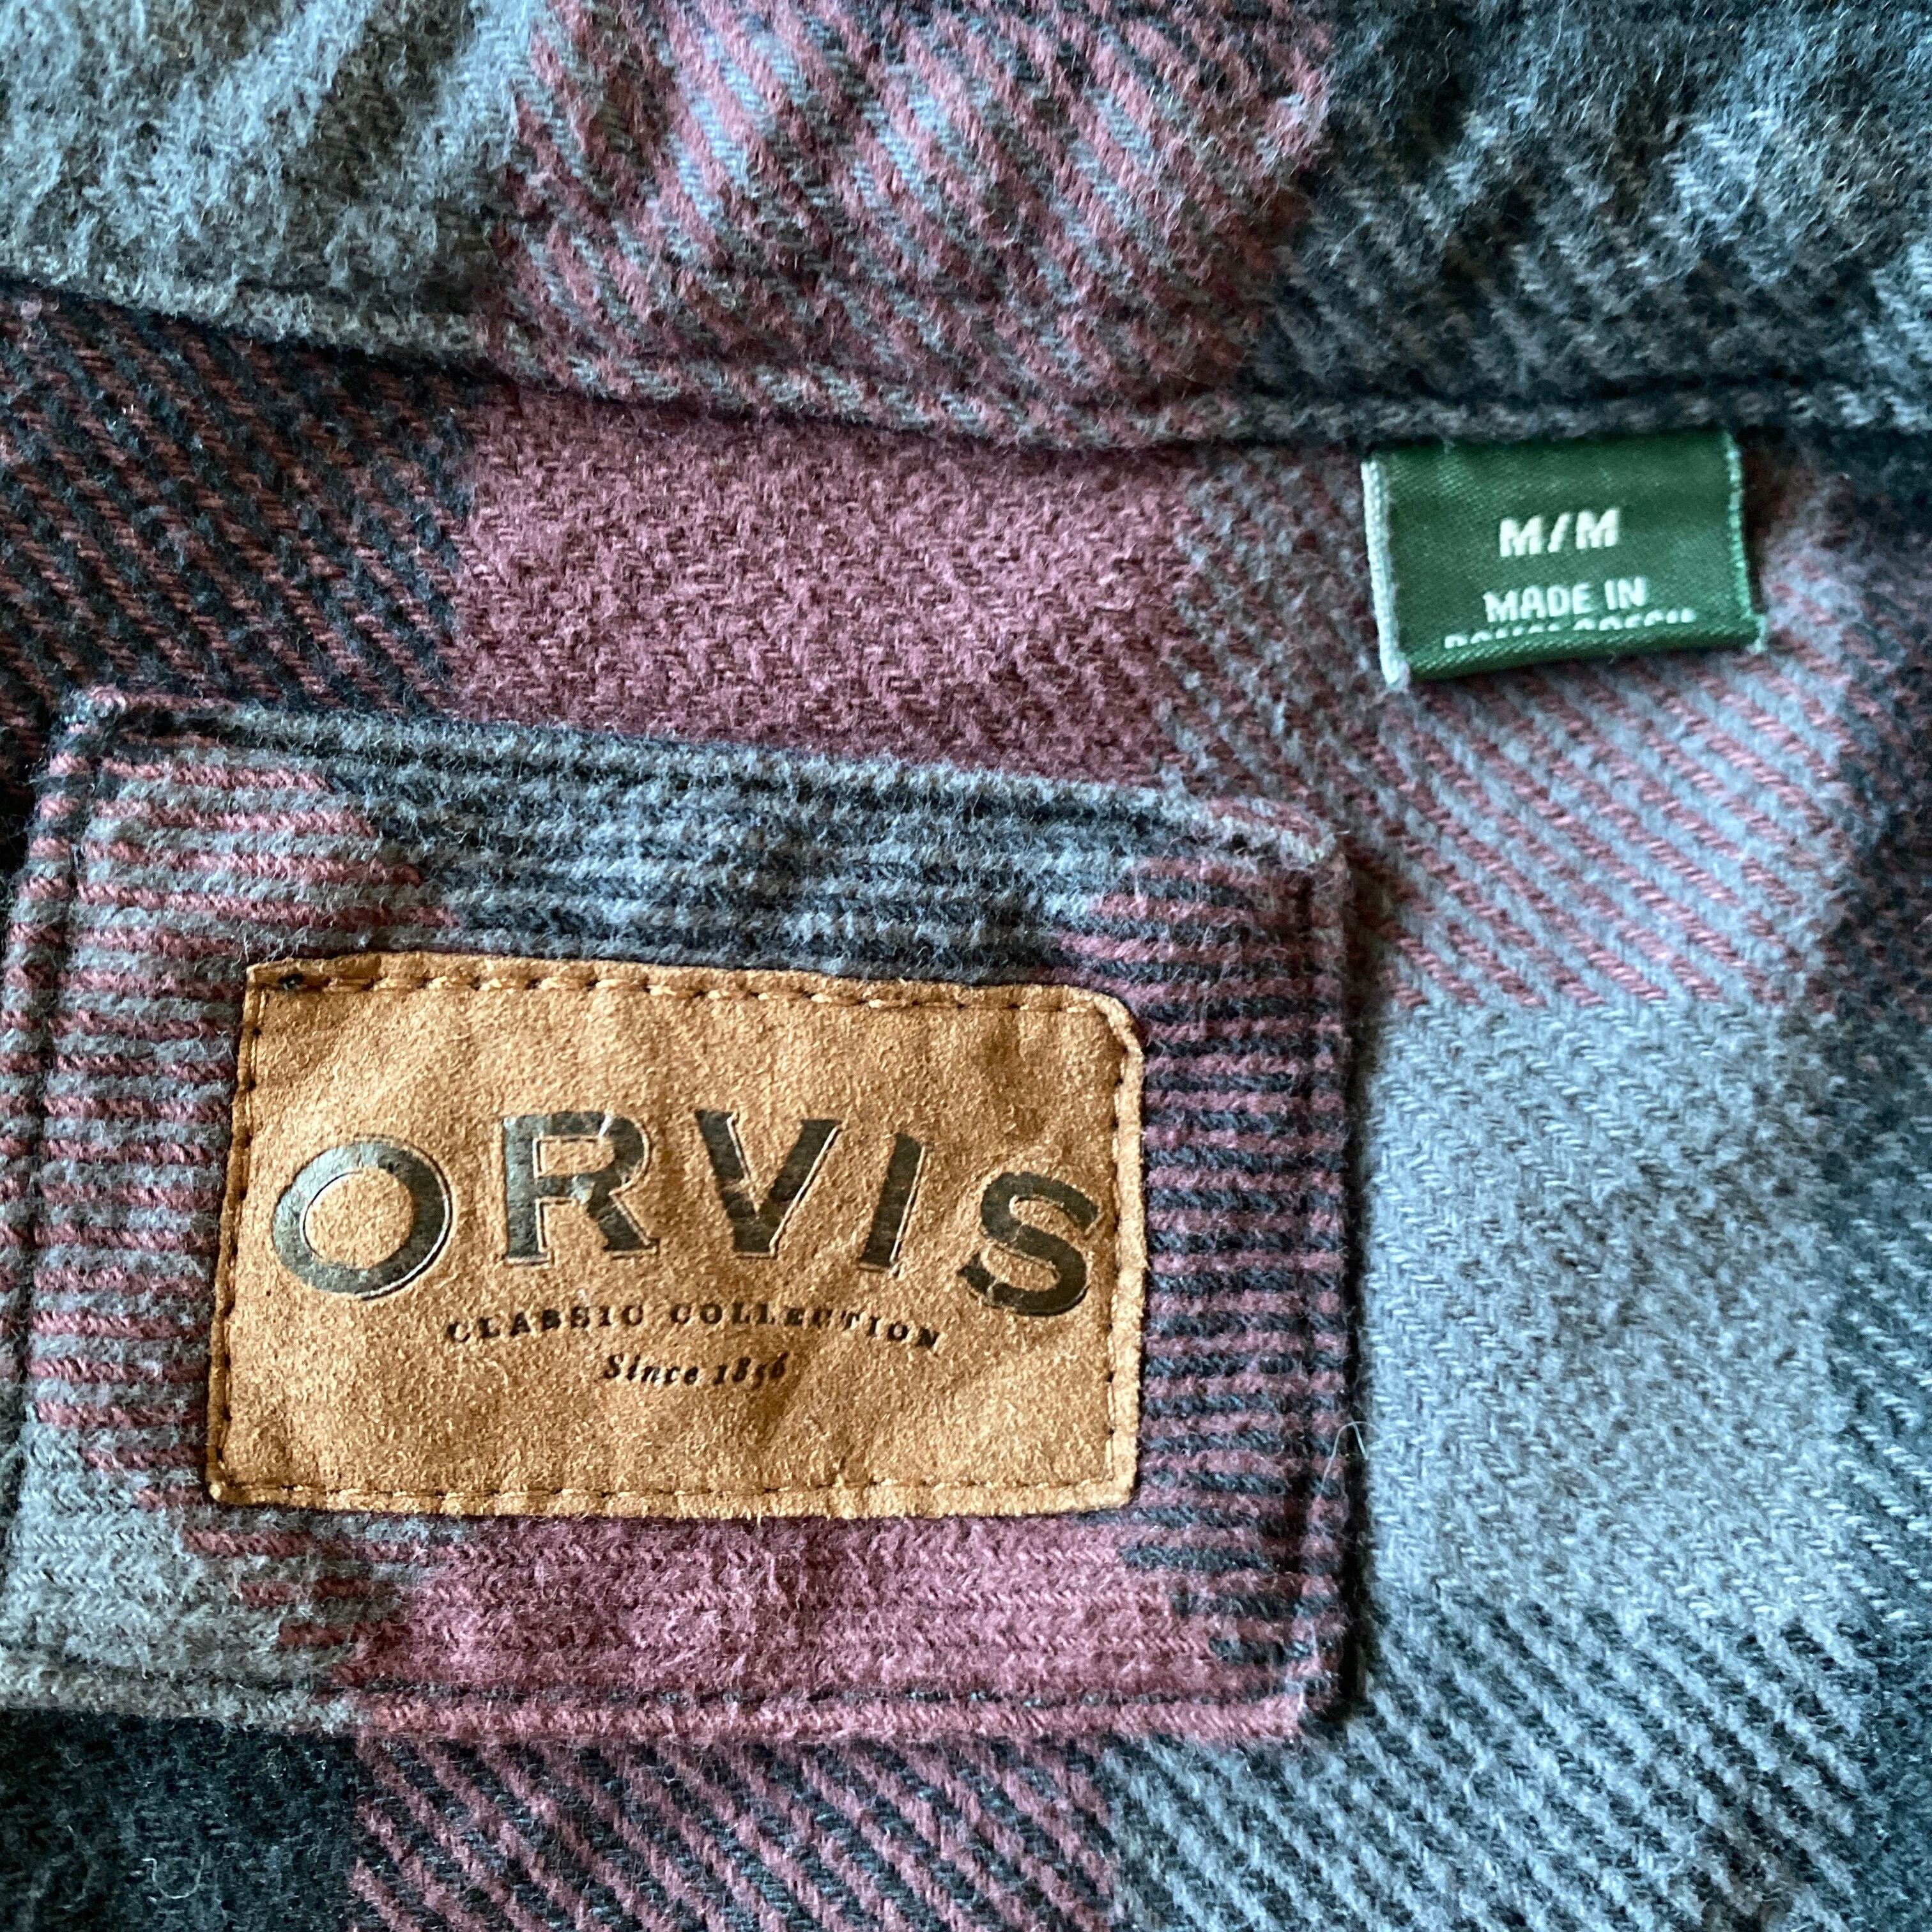 M/M
MADE IN
ORVIS
CLASSIC COLLECTION
Since 1856